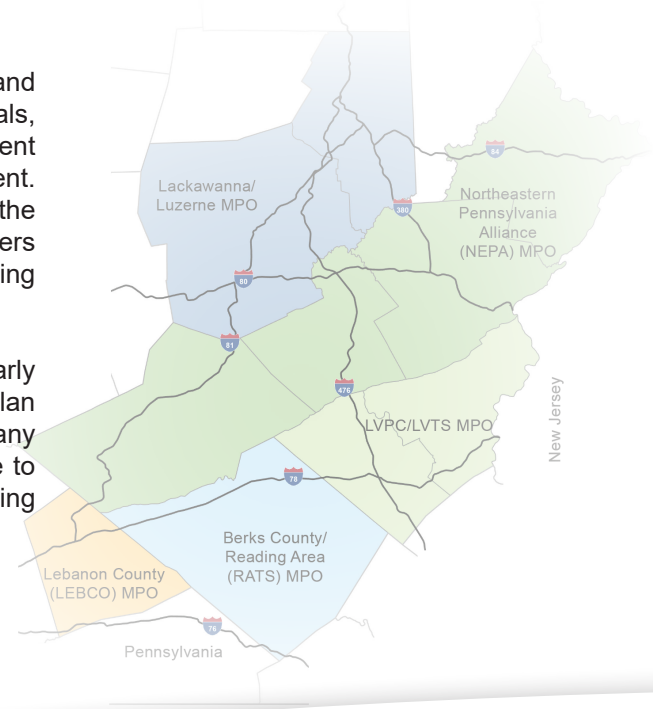 and
als,
ent
ent.
the
ers
ing
arly
lan
any
e to
ing
84
Lackawanna/
Luzerne MPO
Northeastern
Pennsylvania
Alliance
(NEPA) MPO
380
80
81
476
New Jersey
LVPC/LVTS MPO
78
Berks County/
Reading Area
(RATS) MPO
Lebanon County
(LEBCO) MPO
76
Pennsylvania